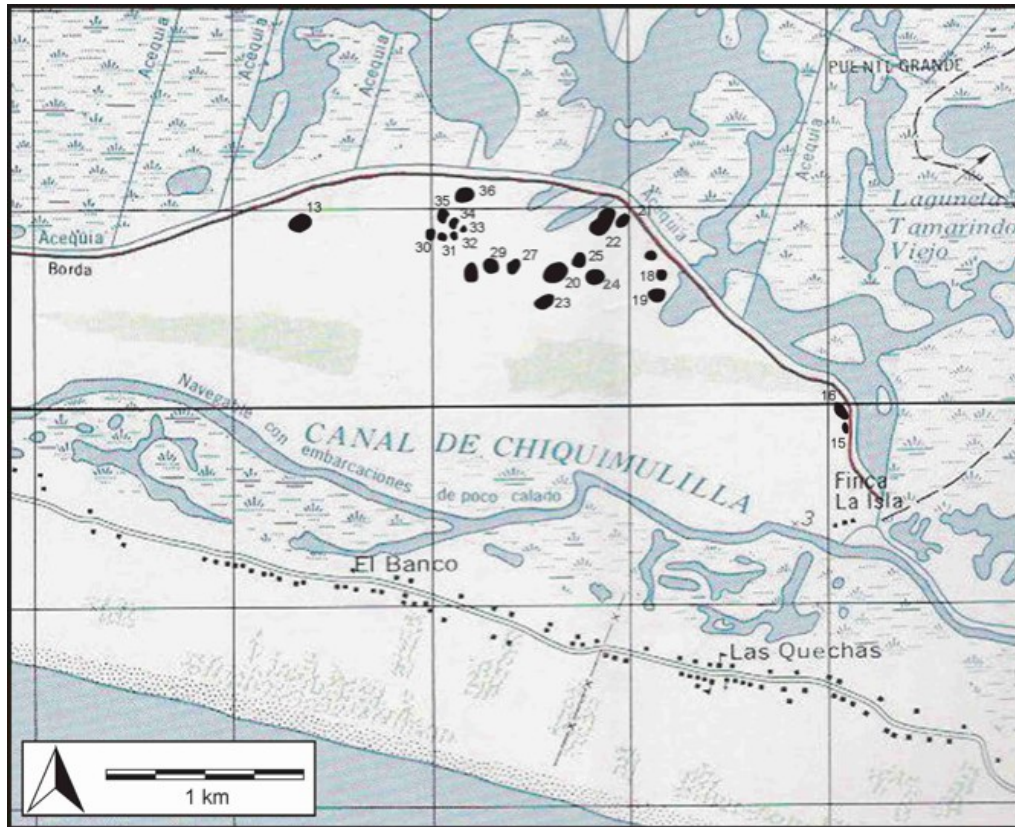 Acequia
Acequia
Acequia
Acequia
PUENTE GRANDE
Acequia
Laguneta
Tamarindo
Viejo
36
35
34
33
13
21
22
Acequia
Acequia
Borda
30
31
32
29
27
25
20
24
23
18
19
16
15
Navegable con
embarcaciones
de poco calado
CANAL DE CHIQUIMULILLA
Finca
La Isla
3
El Banco
Las Quechas
1 km